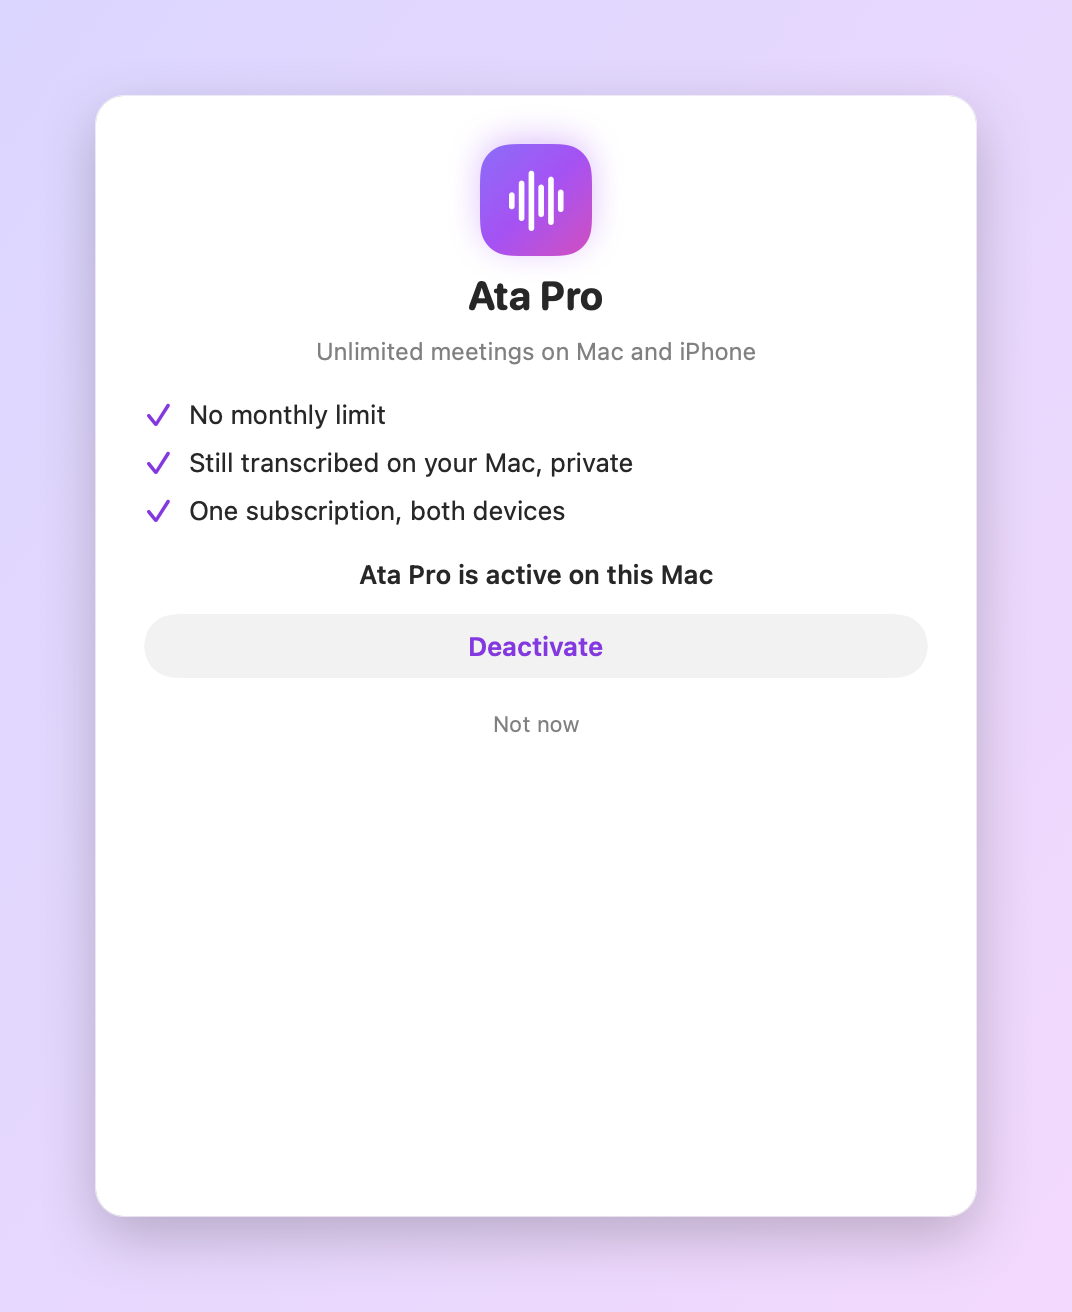 Ata Pro
Unlimited meetings on Mac and iPhone
No monthly limit
Still transcribed on your Mac, private
One subscription, both devices
Ata Pro is active on this Mac
Deactivate
Not now